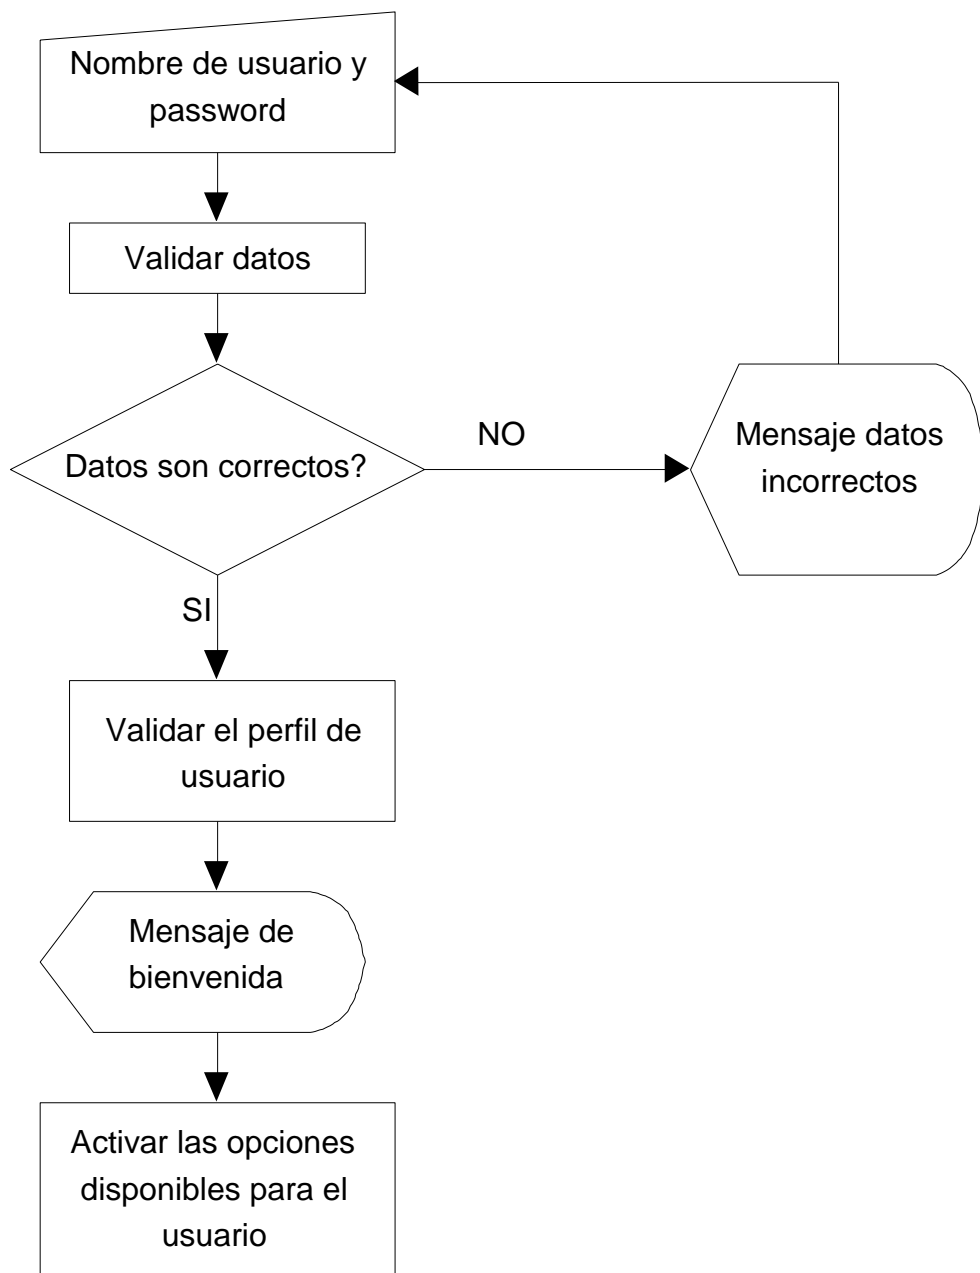 Nombre de usuario y
password
Validar datos
Datos son correctos?
NO
Mensaje datos
incorrectos
SI
Validar el perfil de
usuario
Mensaje de
bienvenida
Activar las opciones
disponibles para el
usuario